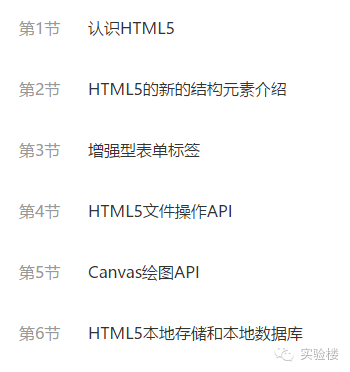 第1节 认识HTML5
第2节 HTML5的新的结构元素介绍
第3节 增强型表单标签
第4节 HTML5文件操作API
第5节 Canvas绘图API
第6节 HTML5本地存储和本地数据库
实验楼